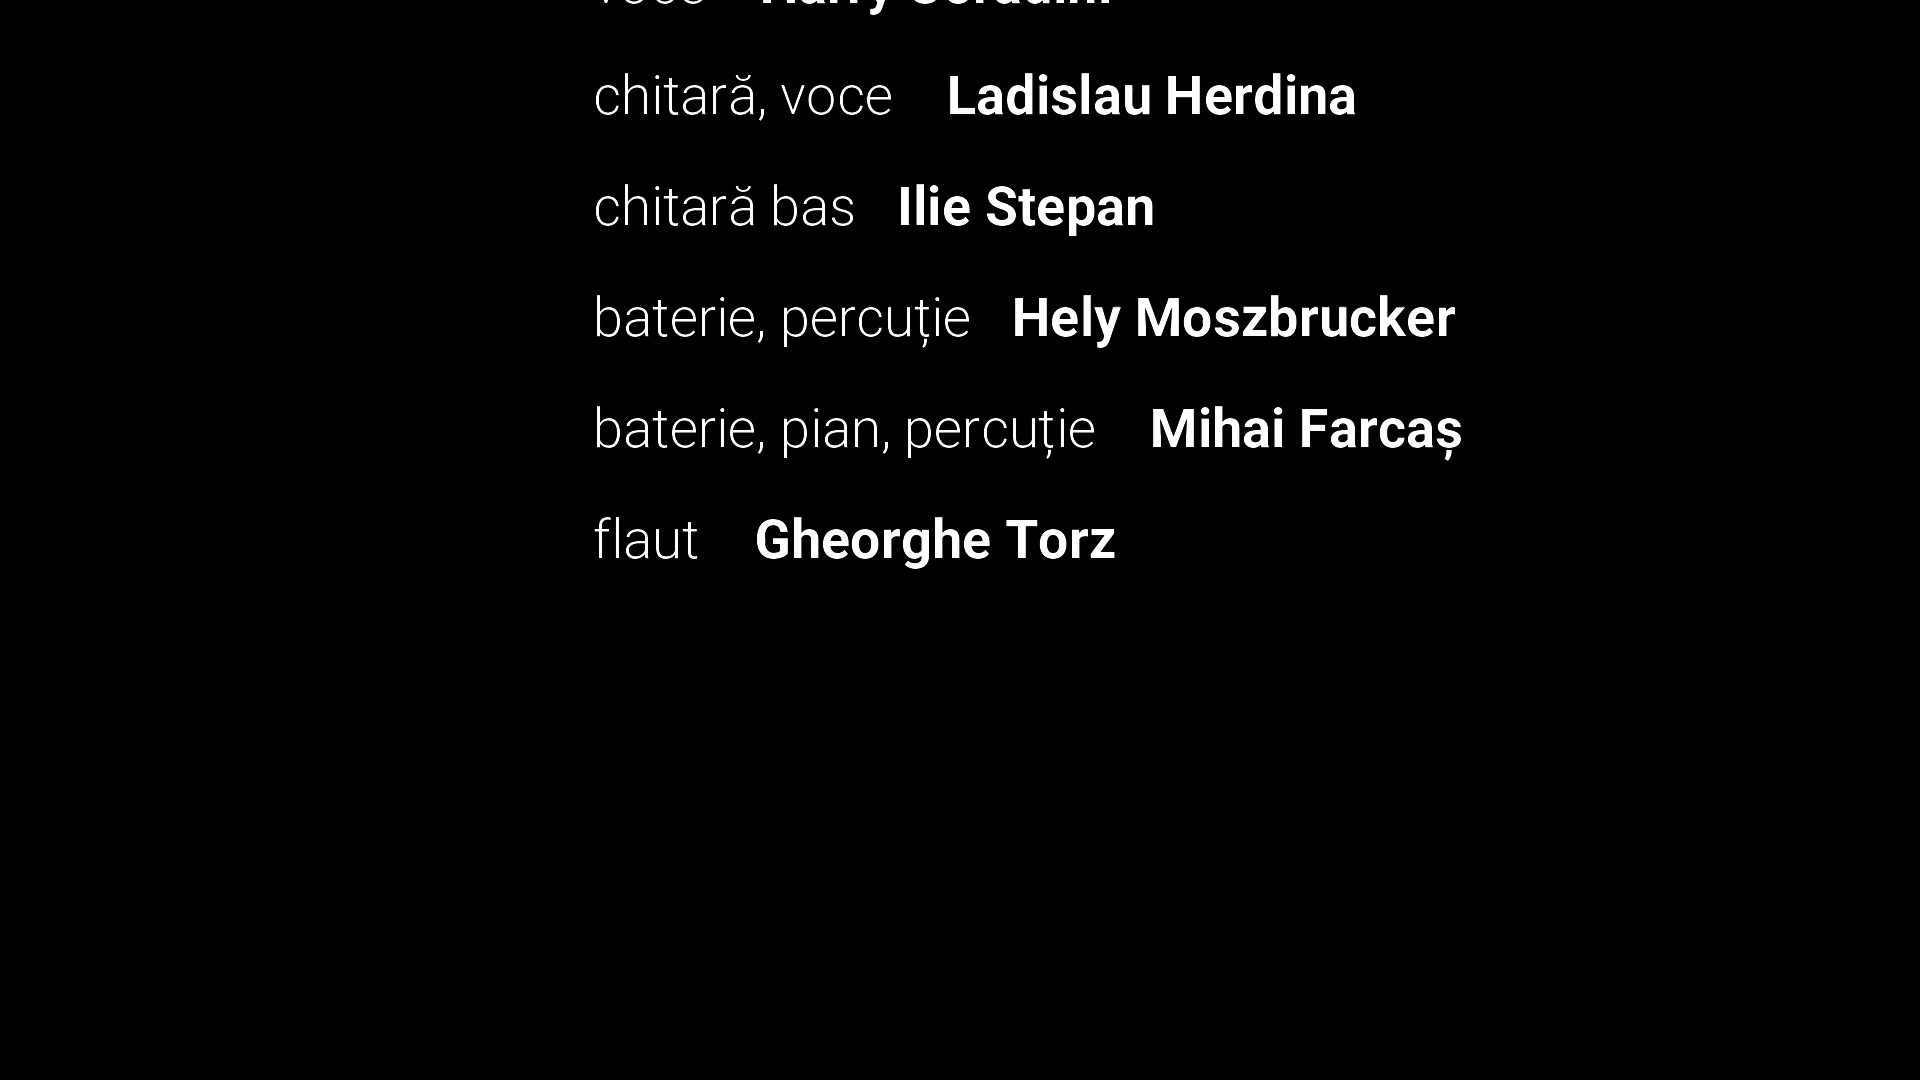 chitară, voce Ladislau Herdina
chitară bas Ilie Stepan
baterie, percuție Hely Moszbrucker
baterie, pian, percuție Mihai Farcaș
flaut Gheorghe Torz